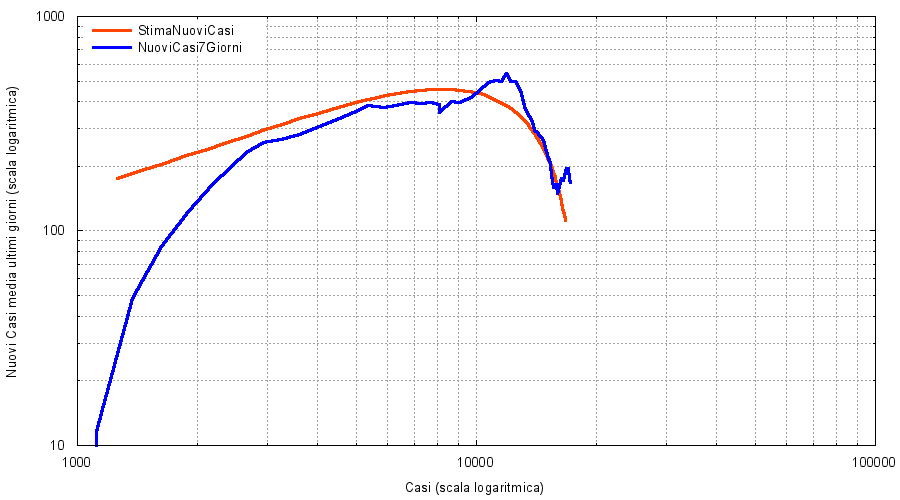 1000
StimaNuoviCasi
NuoviCasi7Giorni
Nuovi Casi media ultimi giorni (scala logaritmica)
100
10
1000
10000
100000
Casi (scala logaritmica)